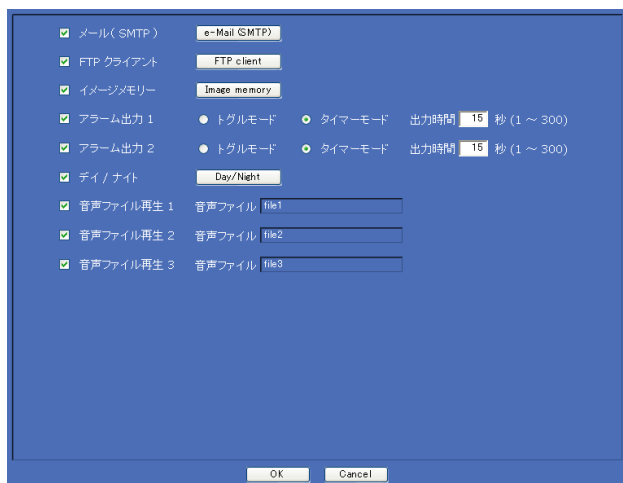 メール( SMTP ) e-Mail (SMTP)
FTP クライアント FTP client
イメージメモリー Image memory
アラーム出力 1 トグルモード タイマーモード 出力時間 15 秒 (1 ~ 300)
アラーム出力 2 トグルモード タイマーモード 出力時間 15 秒 (1 ~ 300)
デイ / ナイト Day/Night
音声ファイル再生 1 音声ファイル file1
音声ファイル再生 2 音声ファイル file2
音声ファイル再生 3 音声ファイル file3
OK Cancel